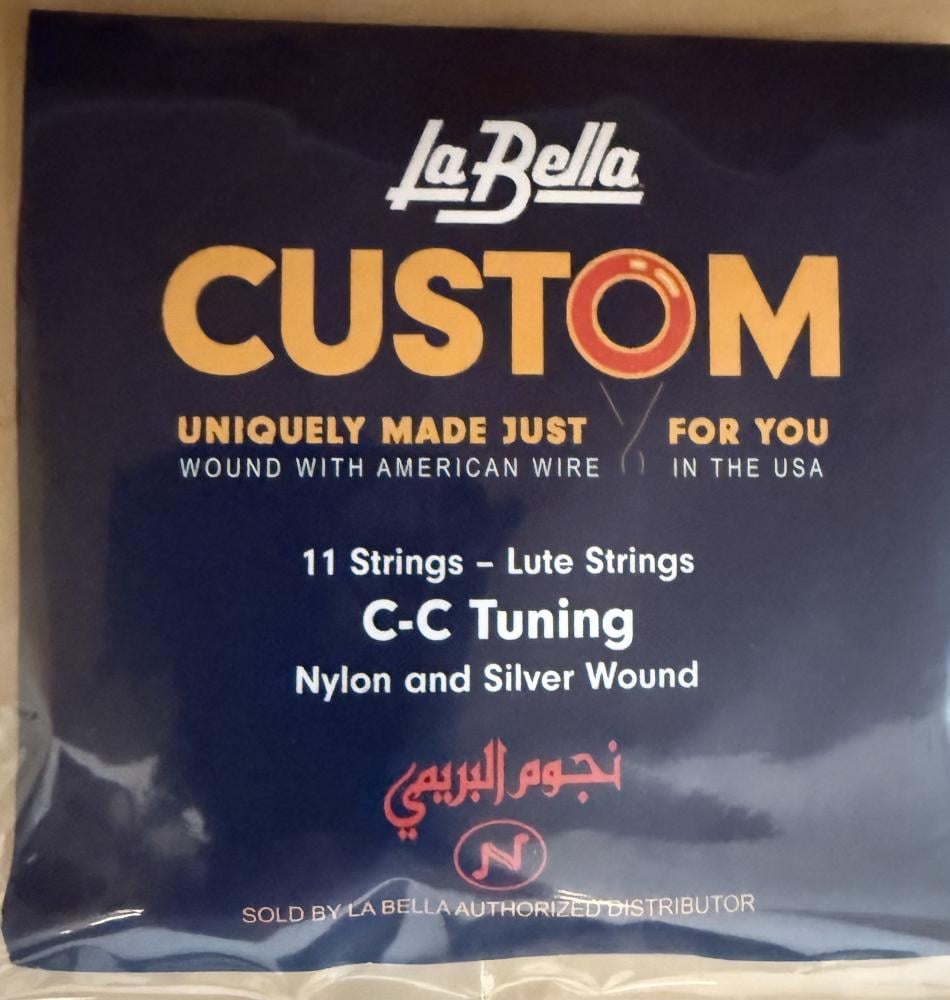 La Bella
CUSTOM
UNIQUELY MADE JUST FOR YOU
WOUND WITH AMERICAN WIRE IN THE USA
11 Strings – Lute Strings
C-C Tuning
Nylon and Silver Wound
نجوم البريمي
N
SOLD BY LA BELLA AUTHORIZED DISTRIBUTOR